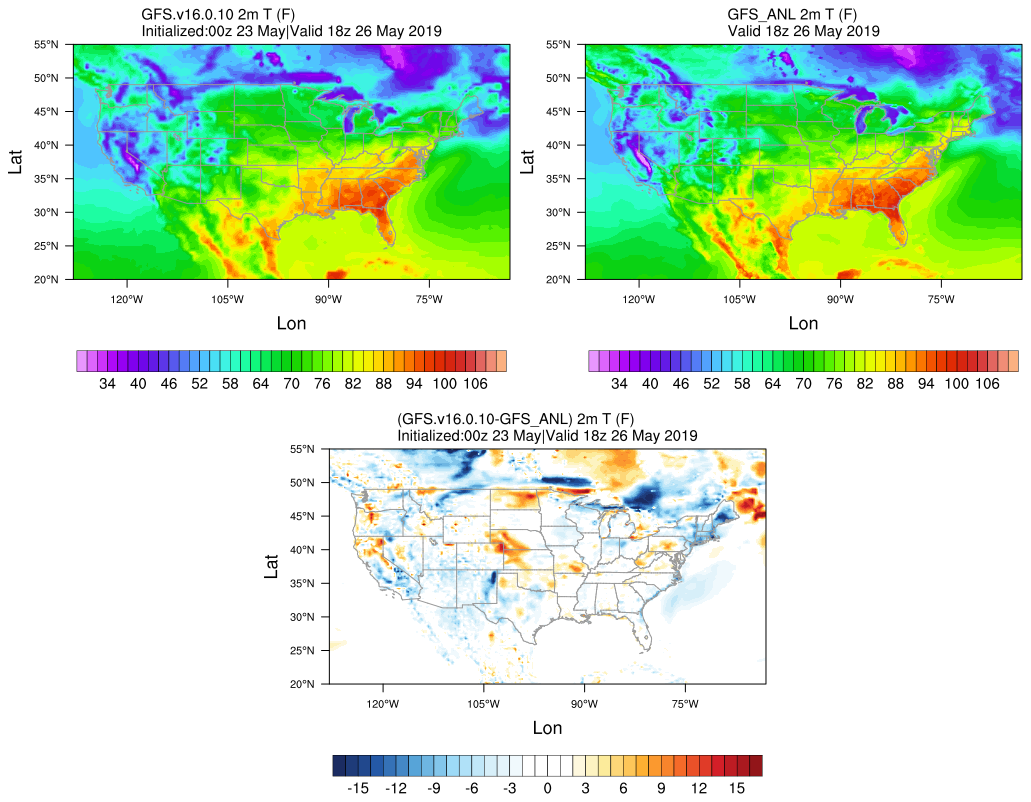 GFS.v16.0.10 2m T (F)
Initialized:00z 23 May|Valid 18z 26 May 2019
55°N
50°N
45°N
40°N
35°N
30°N
25°N
20°N
Lat
120°W 105°W 90°W 75°W
Lon
34 40 46 52 58 64 70 76 82 88 94 100 106
GFS_ANL 2m T (F)
Valid 18z 26 May 2019
55°N
50°N
45°N
40°N
35°N
30°N
25°N
20°N
Lat
120°W 105°W 90°W 75°W
Lon
34 40 46 52 58 64 70 76 82 88 94 100 106
(GFS.v16.0.10-GFS_ANL) 2m T (F)
Initialized:00z 23 May|Valid 18z 26 May 2019
55°N
50°N
45°N
40°N
35°N
30°N
25°N
20°N
Lat
120°W 105°W 90°W 75°W
Lon
-15 -12 -9 -6 -3 0 3 6 9 12 15